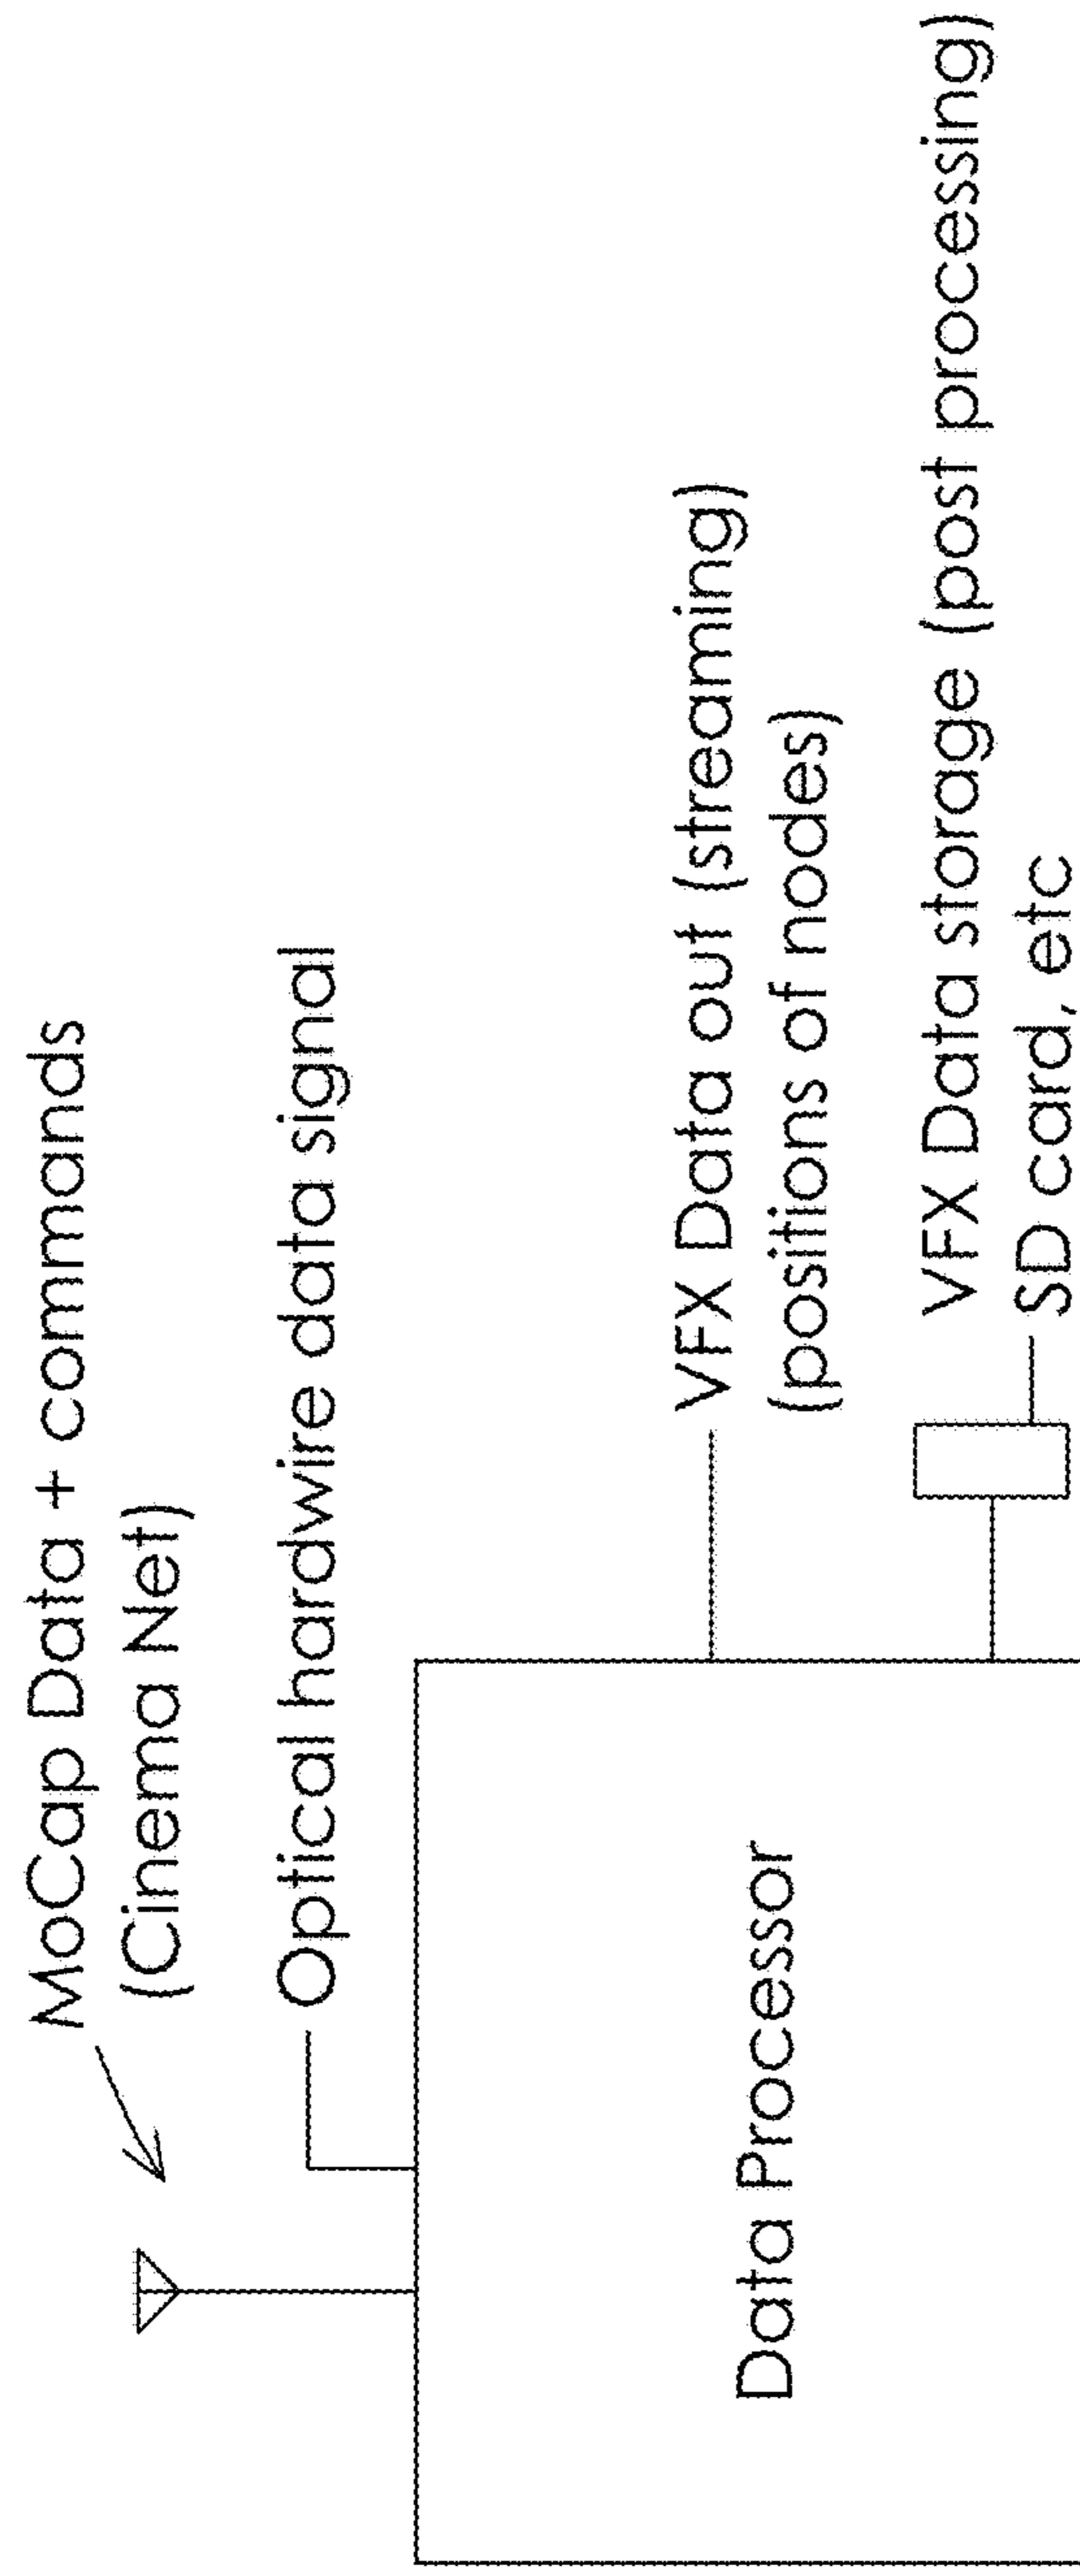 MoCap Data + commands
(Cinema Net)
Optical hardwire data signal
VFX Data out (streaming)
(positions of nodes)
VFX Data storage (post processing)
SD card, etc
Data Processor